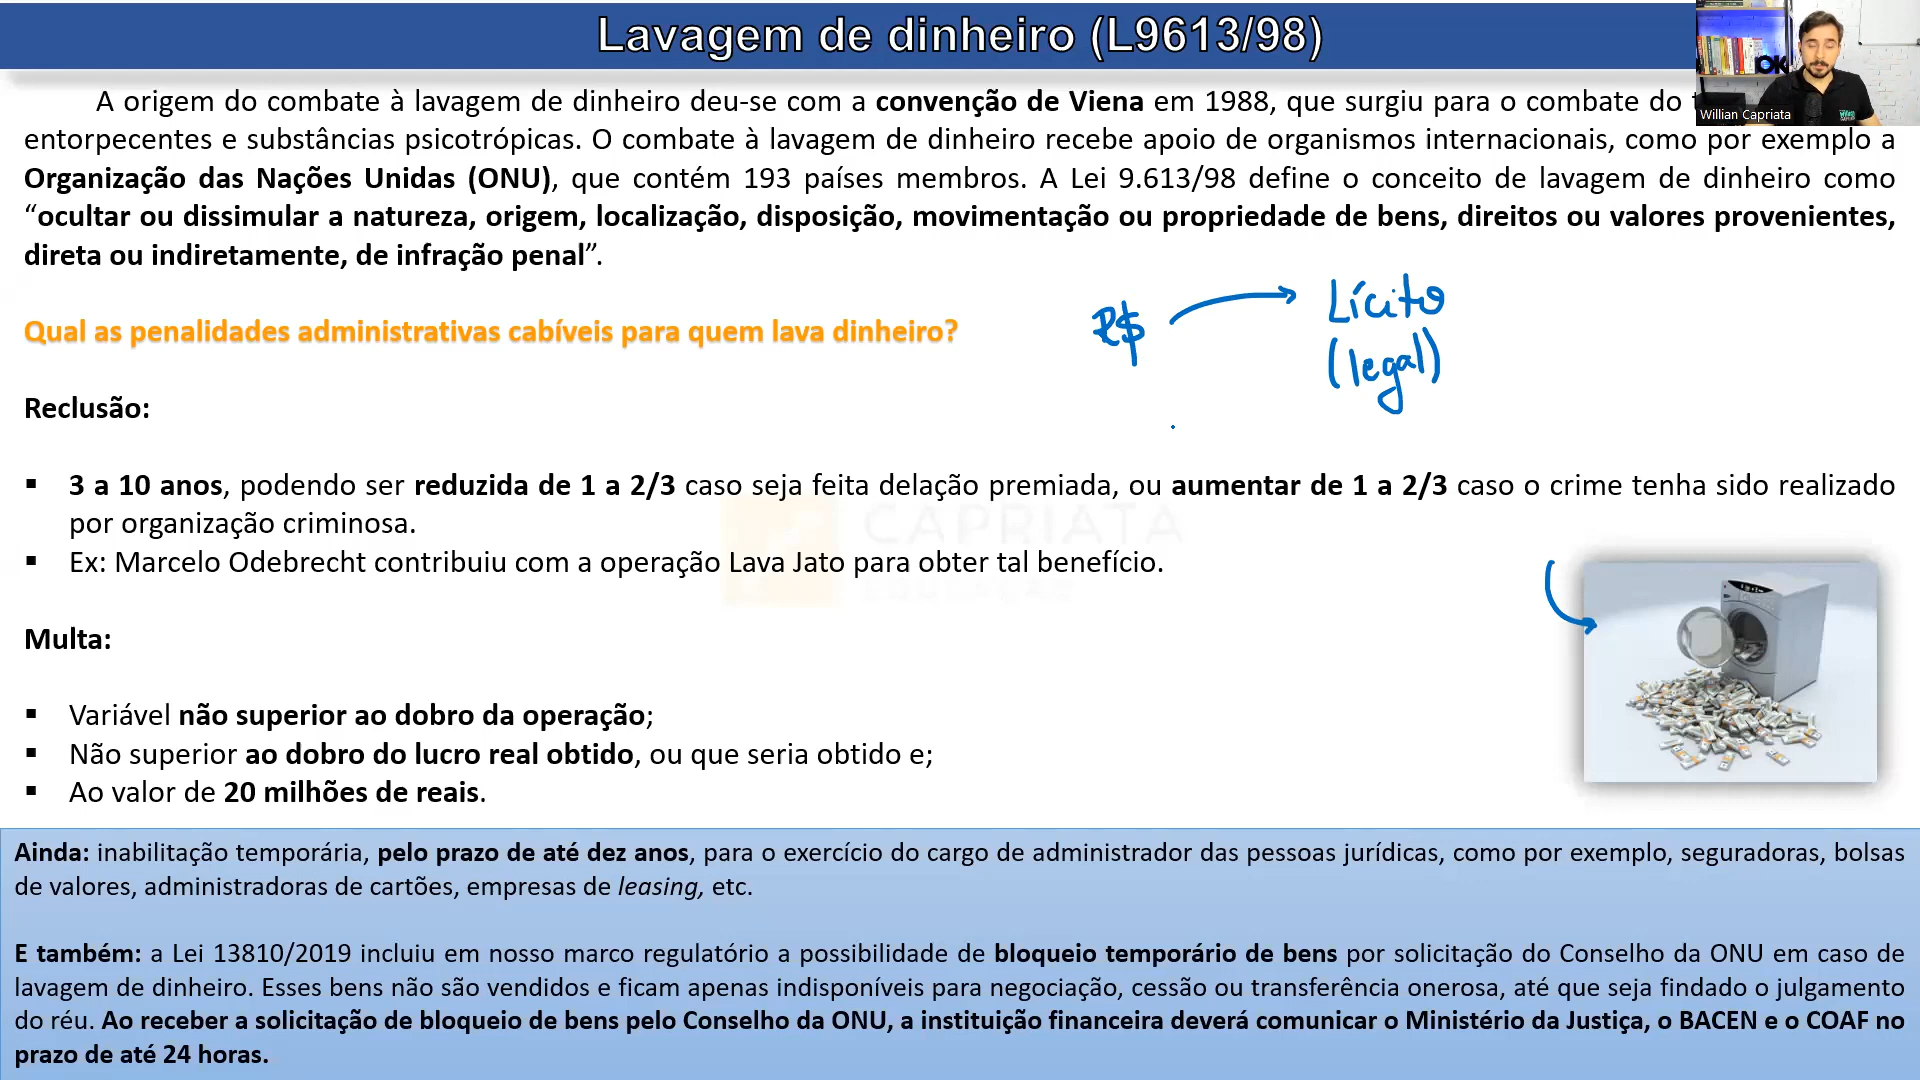 Lavagem de dinheiro (L9613/98)
Willian Capriata
A origem do combate à lavagem de dinheiro deu-se com a convenção de Viena em 1988, que surgiu para o combate do
entorpecentes e substâncias psicotrópicas. O combate à lavagem de dinheiro recebe apoio de organismos internacionais, como por exemplo a
Organização das Nações Unidas (ONU), que contém 193 países membros. A Lei 9.613/98 define o conceito de lavagem de dinheiro como
“ocultar ou dissimular a natureza, origem, localização, disposição, movimentação ou propriedade de bens, direitos ou valores provenientes,
direta ou indiretamente, de infração penal”.
R$ Lícito
(legal)
Qual as penalidades administrativas cabíveis para quem lava dinheiro?
Reclusão:
▪ 3 a 10 anos, podendo ser reduzida de 1 a 2/3 caso seja feita delação premiada, ou aumentar de 1 a 2/3 caso o crime tenha sido realizado
por organização criminosa.
▪ Ex: Marcelo Odebrecht contribuiu com a operação Lava Jato para obter tal benefício.
CAPRIATA
EDUCAÇÃO
Multa:
▪ Variável não superior ao dobro da operação;
▪ Não superior ao dobro do lucro real obtido, ou que seria obtido e;
▪ Ao valor de 20 milhões de reais.
Ainda: inabilitação temporária, pelo prazo de até dez anos, para o exercício do cargo de administrador das pessoas jurídicas, como por exemplo, seguradoras, bolsas
de valores, administradoras de cartões, empresas de leasing, etc.
E também: a Lei 13810/2019 incluiu em nosso marco regulatório a possibilidade de bloqueio temporário de bens por solicitação do Conselho da ONU em caso de
lavagem de dinheiro. Esses bens não são vendidos e ficam apenas indisponíveis para negociação, cessão ou transferência onerosa, até que seja findado o julgamento
do réu. Ao receber a solicitação de bloqueio de bens pelo Conselho da ONU, a instituição financeira deverá comunicar o Ministério da Justiça, o BACEN e o COAF no
prazo de até 24 horas.